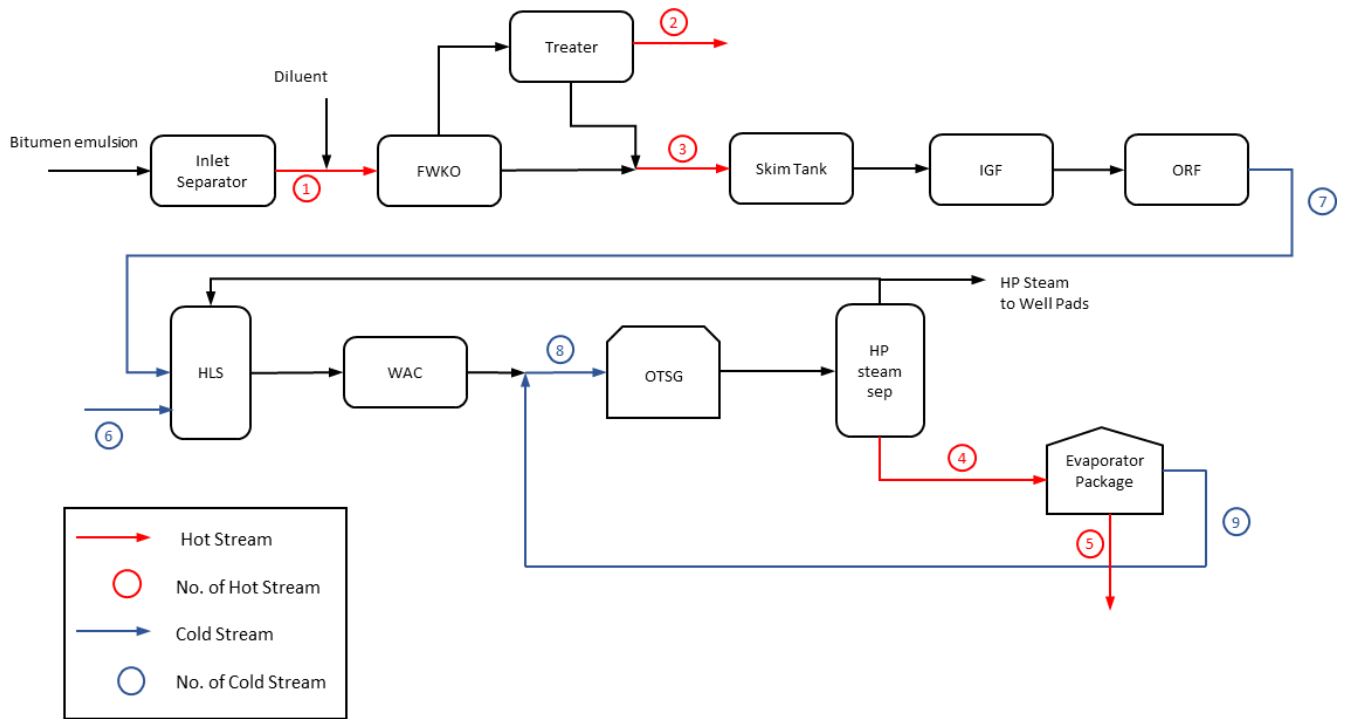 2
Treater
Diluent
Bitumen emulsion
Inlet
Separator
1
FWKO
3
Skim Tank
IGF
ORF
7
HP Steam
to Well Pads
HLS
WAC
8
OTSG
HP
steam
sep
6
4
Evaporator
Package
9
5
Hot Stream
No. of Hot Stream
Cold Stream
No. of Cold Stream